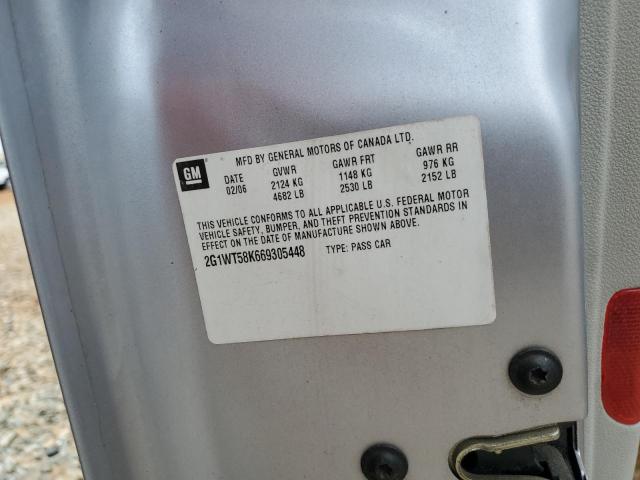 GM
MFD BY GENERAL MOTORS OF CANADA LTD.
DATE GVWR GAWR FRT GAWR RR
02/06 2124 KG 1148 KG 976 KG
4682 LB 2530 LB 2152 LB
THIS VEHICLE CONFORMS TO ALL APPLICABLE U.S. FEDERAL MOTOR
VEHICLE SAFETY, BUMPER, AND THEFT PREVENTION STANDARDS IN
EFFECT ON THE DATE OF MANUFACTURE SHOWN ABOVE.
2G1WT58K669305448 TYPE: PASS CAR